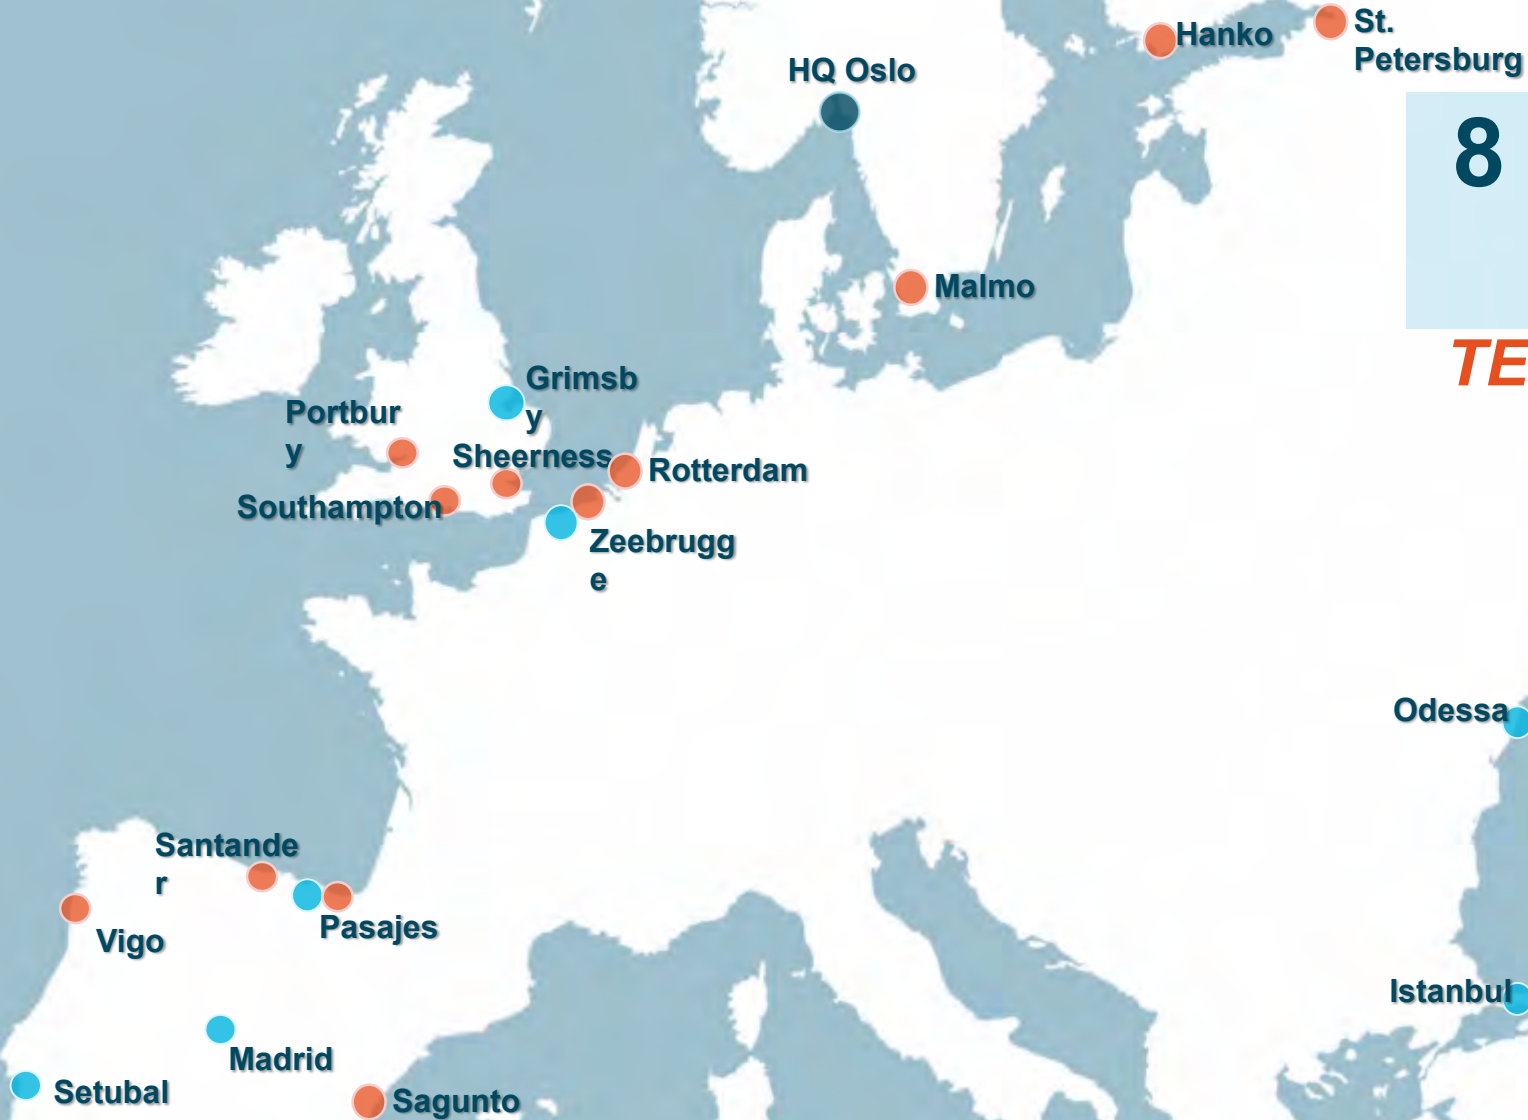 St.
Petersburg
Hanko
HQ Oslo
8
Malmo
TE
Grimsb
y
Portbur
y
Sheerness
Rotterdam
Southampton
Zeebrugg
e
Odessa
Santande
r
Pasajes
Vigo
Istanbul
Madrid
Setubal
Sagunto